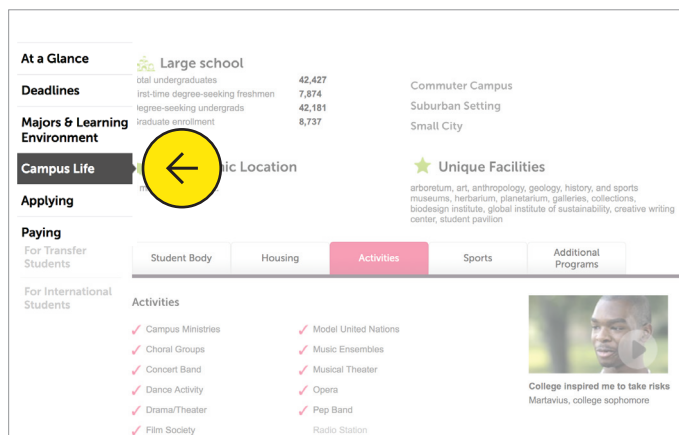 At a Glance
Deadlines
Majors & Learning
Environment
Campus Life
Applying
Paying
For Transfer
Students
For International
Students
Large school
otal undergraduates 42,427
irst-time degree-seeking freshmen 7,874
Degree-seeking undergrads 42,181
Graduate enrollment 8,737
Commuter Campus
Suburban Setting
Small City
ic Location
Unique Facilities
arboretum, art, anthropology, geology, history, and sports
museums, herbarium, planetarium, galleries, collections,
biodesign institute, global institute of sustainability, creative writing
center, student pavilion
Student Body
Housing
Activities
Sports
Additional
Programs
Activities
Campus Ministries
Choral Groups
Concert Band
Dance Activity
Drama/Theater
Film Society
Model United Nations
Music Ensembles
Musical Theater
Opera
Pep Band
Radio Station
College inspired me to take risks
Martavius, college sophomore